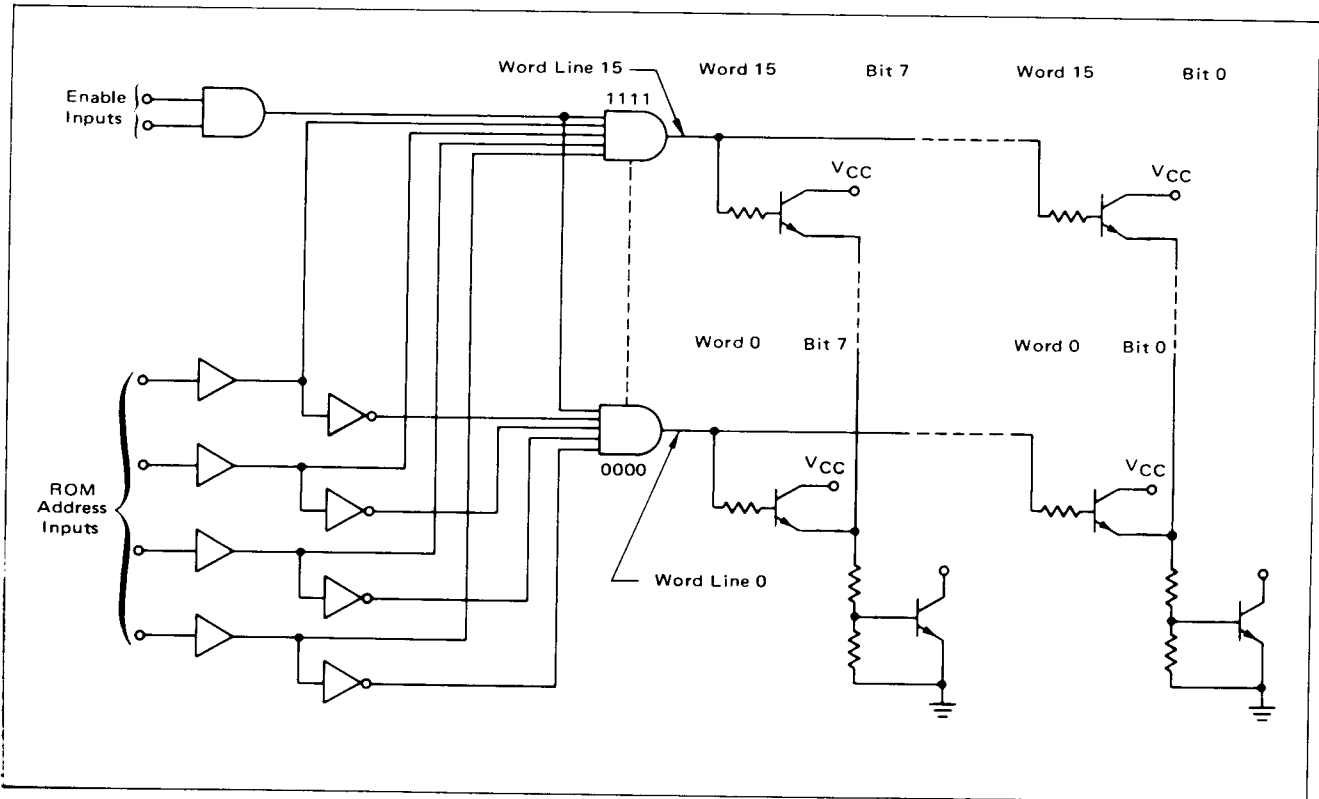 Word Line 15
Word 15
Bit 7
Word 15
Bit 0
Enable
Inputs
1111
VCC
VCC
Word 0
Bit 7
Word 0
Bit 0
0000
VCC
VCC
ROM
Address
Inputs
Word Line 0